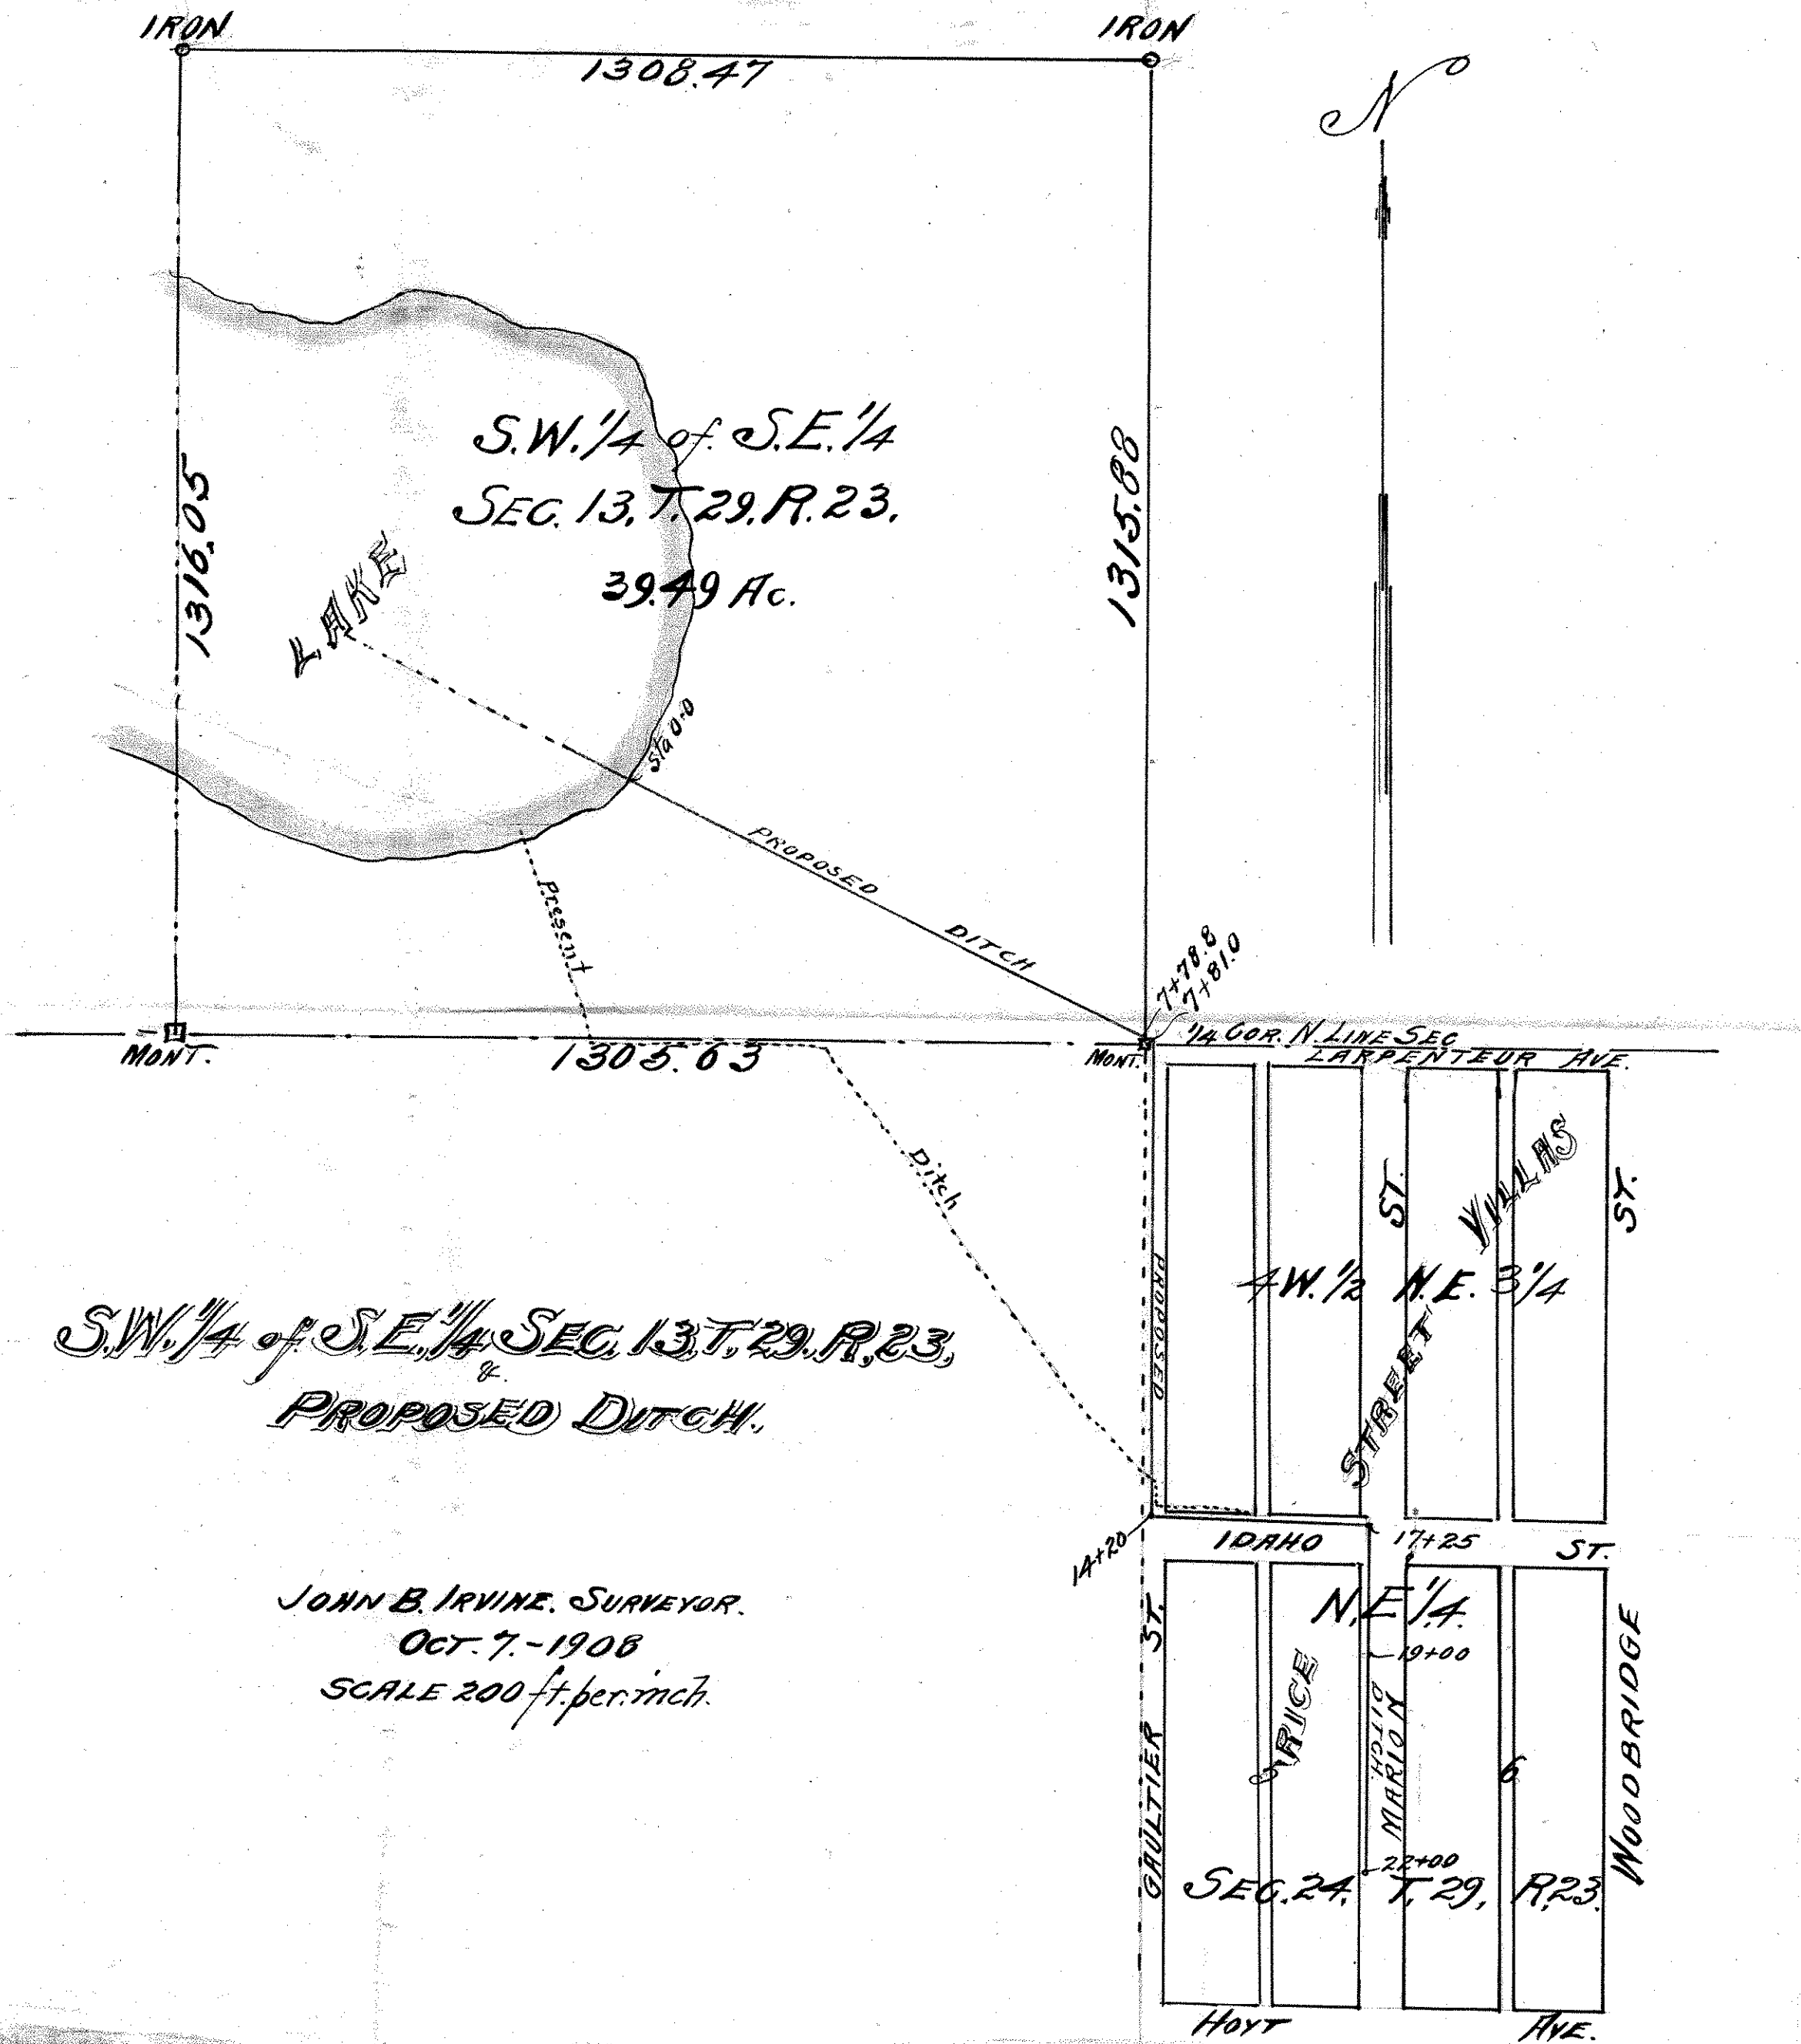 IRON
IRON
1308.47
N
S.W.1/4 of S.E.1/4
SEC. 13. T. 29. R. 23.
39.49 Ac.
1316.05
1315.88
LAKE
Sta 0+0
PROPOSED
DITCH
Present
7+78.8
7+81.0
MONT.
1305.63
MONT.
1/4 COR. N. LINE SEC
LARPENTEUR AVE.
Ditch
PROPOSED
ST.
VILLAS
ST.
4 W.1/2 N.E. 3 1/4
STREET
S.W.1/4 of S.E.1/4 SEC. 13. T. 29. R. 23.
&
PROPOSED DITCH.
14+20
IDAHO
17+25
ST.
JOHN B. IRVINE. SURVEYOR.
OCT. 7.-1908
SCALE 200 ft. per. inch.
N.E 1/4.
19+00
GAULTIER ST.
5
RICE
DITCH.
MARION
6
WOODBRIDGE
22+00
SEC. 24. T. 29, R. 23.
HOYT
AVE.